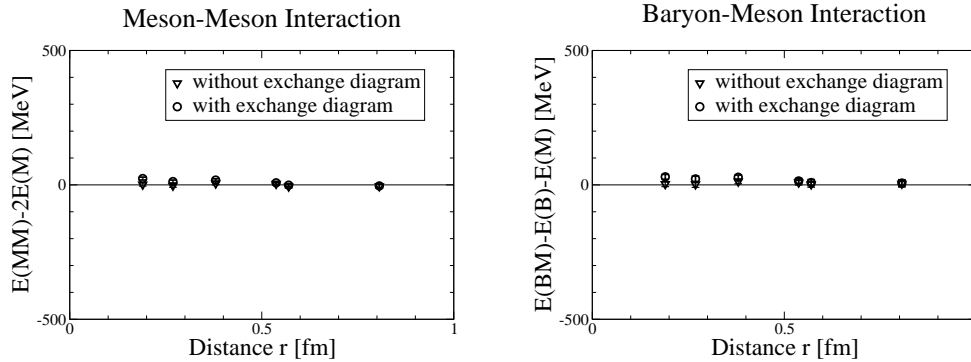 Meson-Meson Interaction
500
without exchange diagram
with exchange diagram
0
-500
0
0.5
1
E(MM)-2E(M) [MeV]
Distance r [fm]
Baryon-Meson Interaction
500
without exchange diagram
with exchange diagram
0
-500
0
0.5
E(BM)-E(B)-E(M) [MeV]
Distance r [fm]